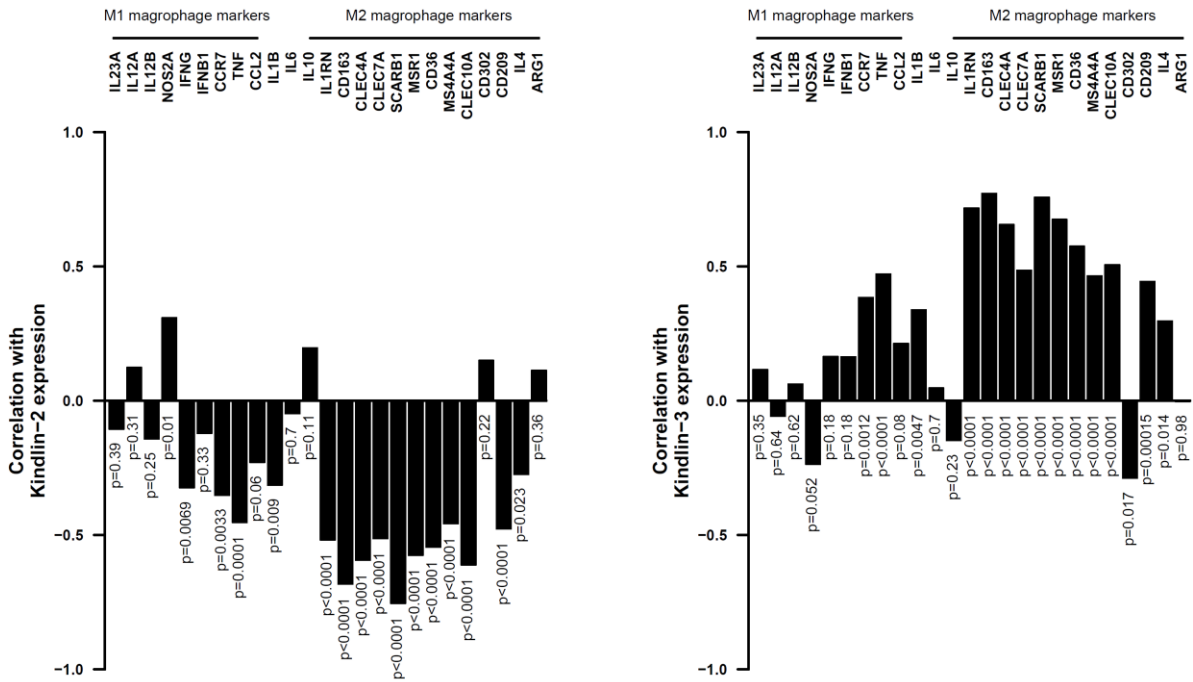 M1 magrophage markers
M2 magrophage markers
IL23A
IL12A
IL12B
NOS2A
IFNG
IFNB1
CCR7
TNF
CCL2
IL1B
IL6
IL10
IL1RN
CD163
CLEC4A
CLEC7A
SCARB1
MSR1
CD36
MS4A4A
CLEC10A
CD302
CD209
IL4
ARG1
Correlation with
Kindlin−2 expression
1.0
0.5
0.0
−0.5
−1.0
p=0.39
p=0.31
p=0.25
p=0.01
p=0.0069
p=0.33
p=0.0033
p=0.0001
p=0.06
p=0.009
p=0.7
p=0.11
p<0.0001
p<0.0001
p<0.0001
p<0.0001
p<0.0001
p<0.0001
p<0.0001
p<0.0001
p<0.0001
p=0.22
p<0.0001
p=0.023
p=0.36
M1 magrophage markers
M2 magrophage markers
IL23A
IL12A
IL12B
NOS2A
IFNG
IFNB1
CCR7
TNF
CCL2
IL1B
IL6
IL10
IL1RN
CD163
CLEC4A
CLEC7A
SCARB1
MSR1
CD36
MS4A4A
CLEC10A
CD302
CD209
IL4
ARG1
Correlation with
Kindlin−3 expression
1.0
0.5
0.0
−0.5
−1.0
p=0.35
p=0.64
p=0.62
p=0.052
p=0.18
p=0.18
p=0.0012
p<0.0001
p=0.08
p=0.0047
p=0.7
p=0.23
p<0.0001
p<0.0001
p<0.0001
p<0.0001
p<0.0001
p<0.0001
p<0.0001
p<0.0001
p<0.0001
p=0.017
p=0.00015
p=0.014
p=0.98